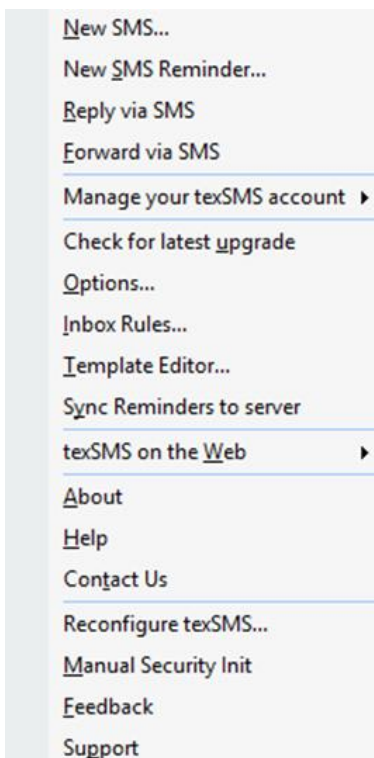 New SMS...
New SMS Reminder...
Reply via SMS
Forward via SMS
Manage your texSMS account
Check for latest upgrade
Options...
Inbox Rules...
Template Editor...
Sync Reminders to server
texSMS on the Web
About
Help
Contact Us
Reconfigure texSMS...
Manual Security Init
Feedback
Support